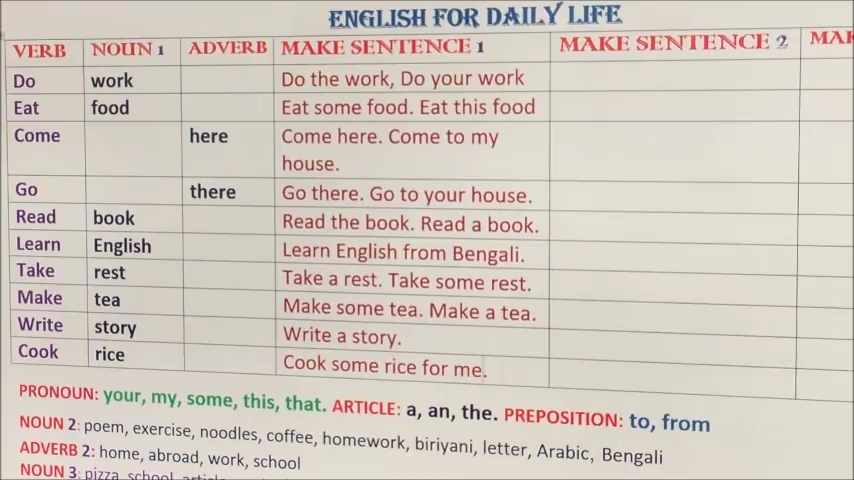 ENGLISH FOR DAILY LIFE
VERB NOUN 1 ADVERB MAKE SENTENCE 1 MAKE SENTENCE 2
Do work Do the work, Do your work
Eat food Eat some food. Eat this food
Come here Come here. Come to my
house.
Go there Go there. Go to your house.
Read book Read the book. Read a book.
Learn English Learn English from Bengali.
Take rest Take a rest. Take some rest.
Make tea Make some tea. Make a tea.
Write story Write a story.
Cook rice Cook some rice for me.
PRONOUN: your, my, some, this, that. ARTICLE: a, an, the. PREPOSITION: to, from
NOUN 2: poem, exercise, noodles, coffee, homework, biriyani, letter, Arabic, Bengali
ADVERB 2: home, abroad, work, school
NOUN 3: pizza, school,